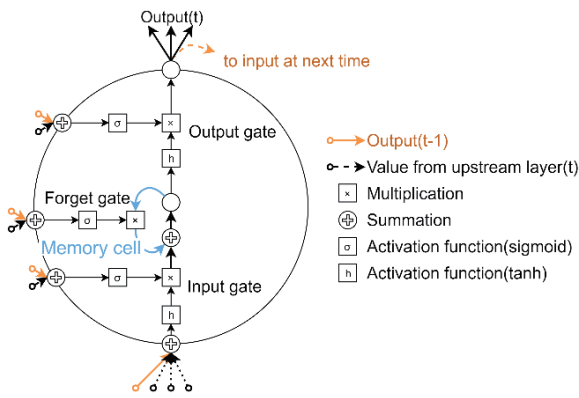 Output(t)
to input at next time
σ
×
Output gate
h
Forget gate
σ
×
Memory cell
σ
×
Input gate
h
Output(t-1)
Value from upstream layer(t)
× Multiplication
Summation
σ Activation function(sigmoid)
h Activation function(tanh)